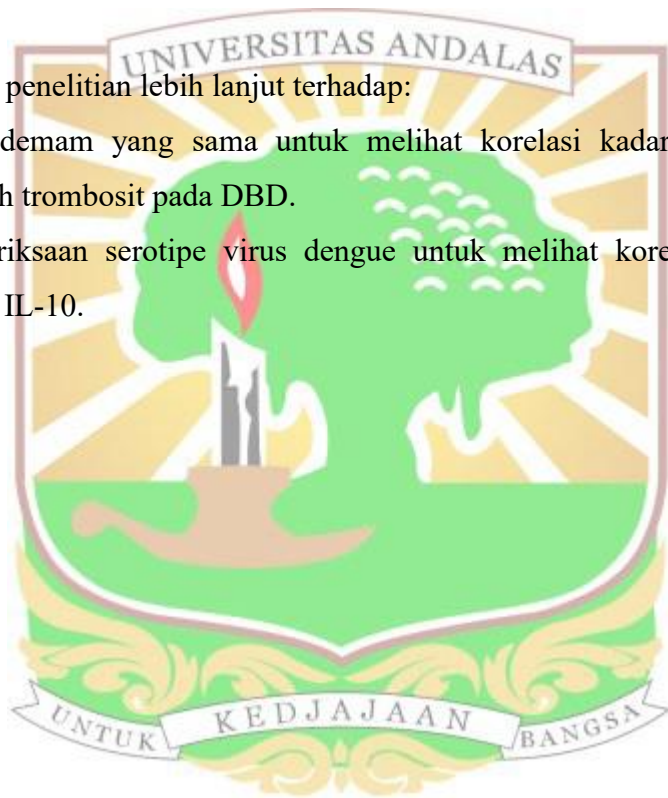 UNIVERSITAS ANDALAS
penelitian lebih lanjut terhadap:
demam yang sama untuk melihat korelasi kadar
h trombosit pada DBD.
riksaan serotipe virus dengue untuk melihat kore
IL-10.
UNTUK KEDJAJAAN BANGSA